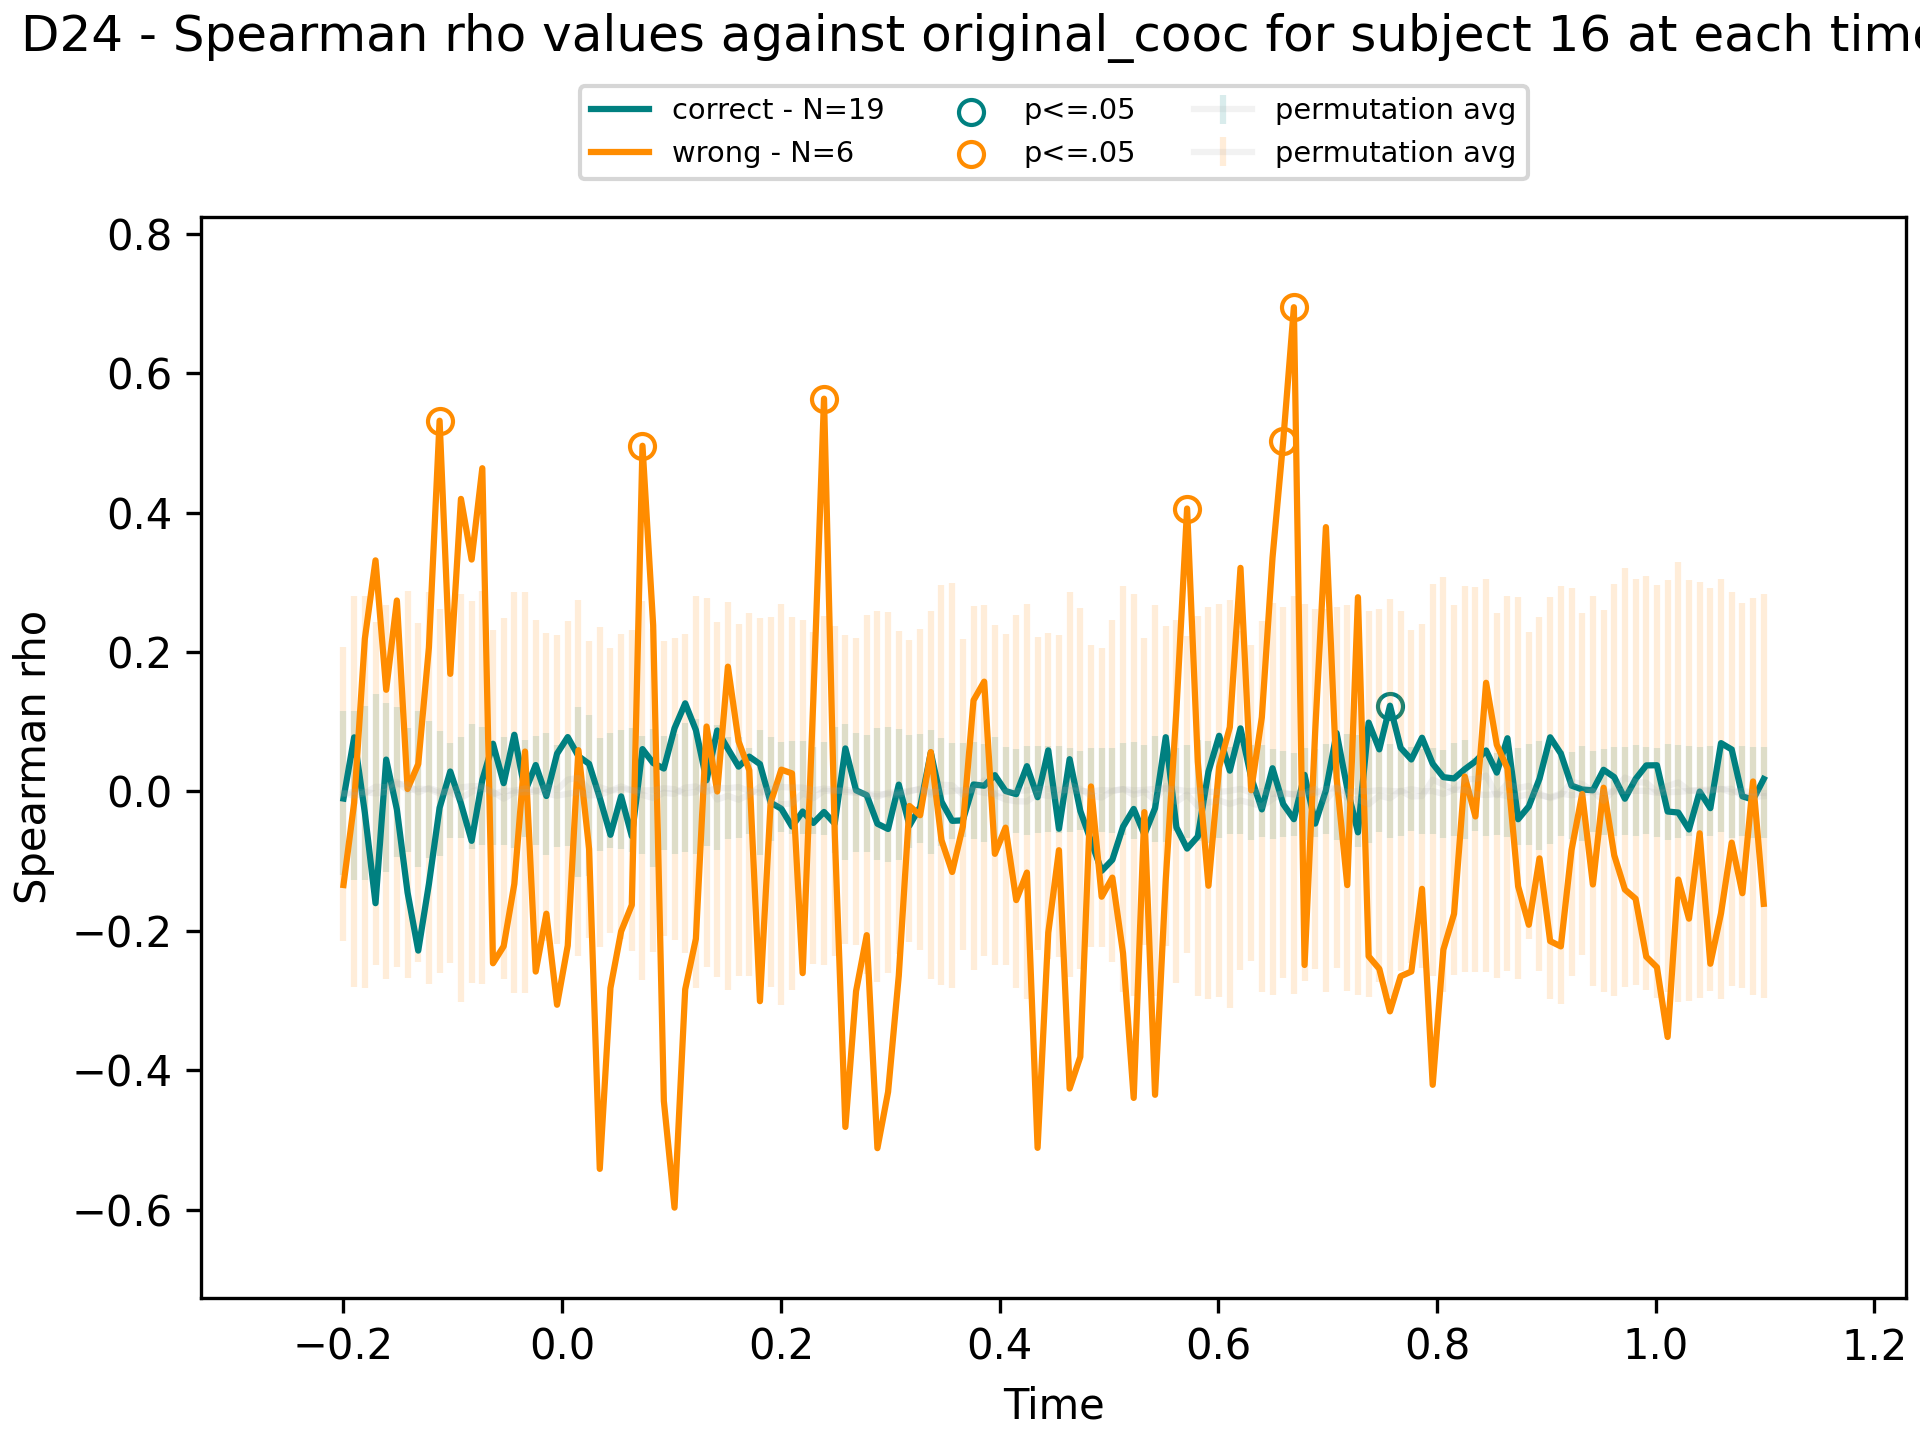 D24 - Spearman rho values against original_cooc for subject 16 at each time
correct - N=19
wrong - N=6
p<=.05
p<=.05
permutation avg
permutation avg
0.8
0.6
0.4
0.2
0.0
−0.2
−0.4
−0.6
Spearman rho
−0.2 0.0 0.2 0.4 0.6 0.8 1.0 1.2
Time